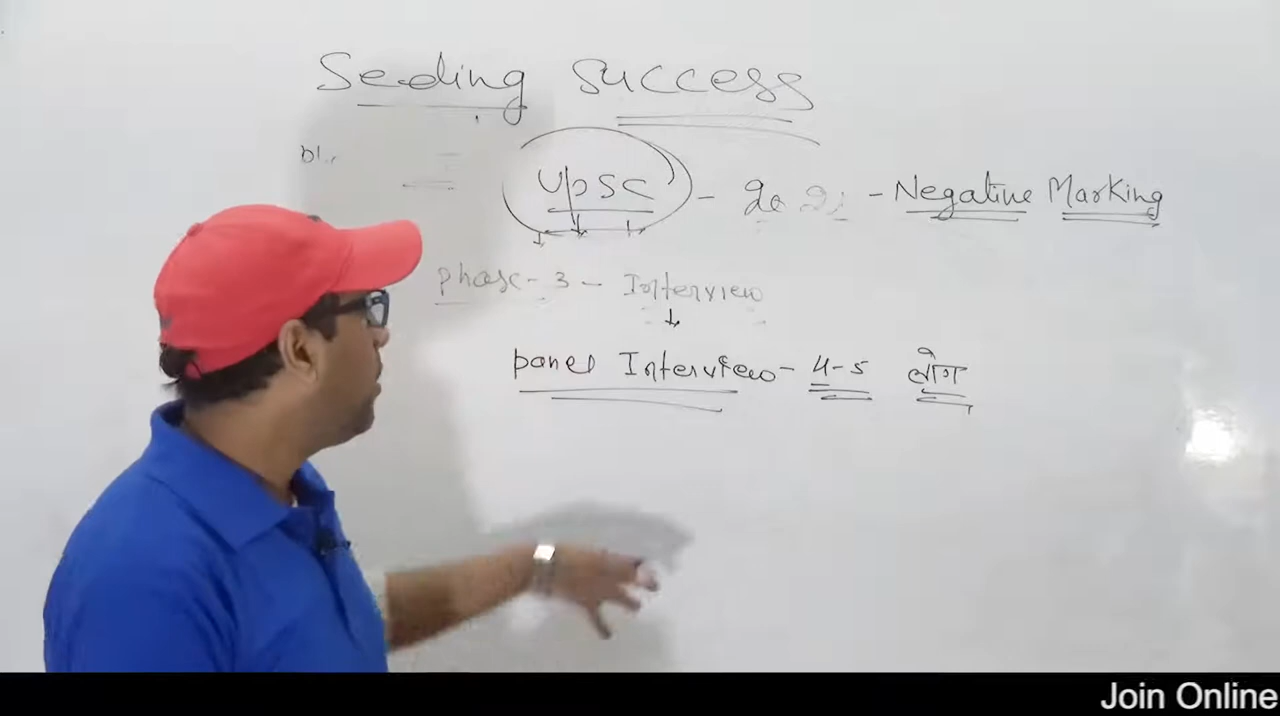 Seeding Success
UPSC - - Negative Marking
phase - 3 - Interview
panel Interview - 4-5 लोग
Join Online